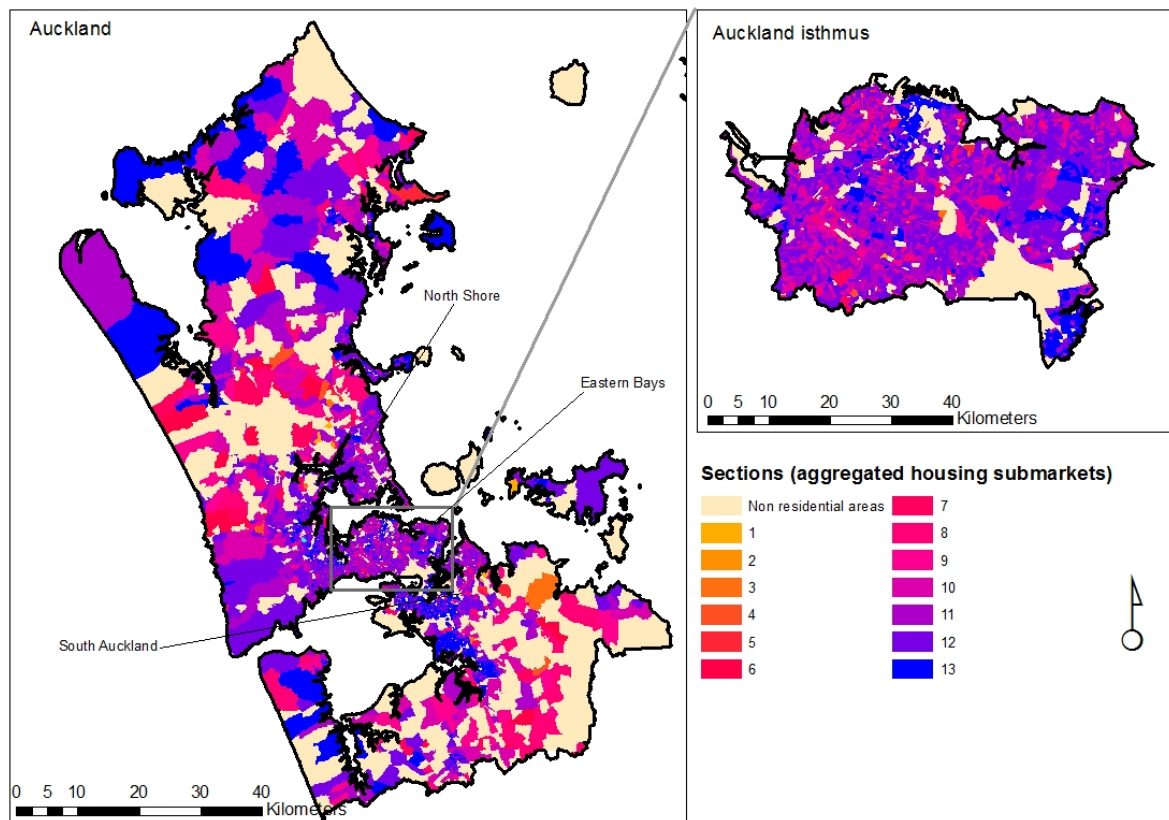 Auckland
North Shore
Eastern Bays
South Auckland
0 5 10 20 30 40
Kilometers
Auckland isthmus
0 5 10 20 30 40
Kilometers
Sections (aggregated housing submarkets)
Non residential areas 7
1 8
2 9
3 10
4 11
5 12
6 13